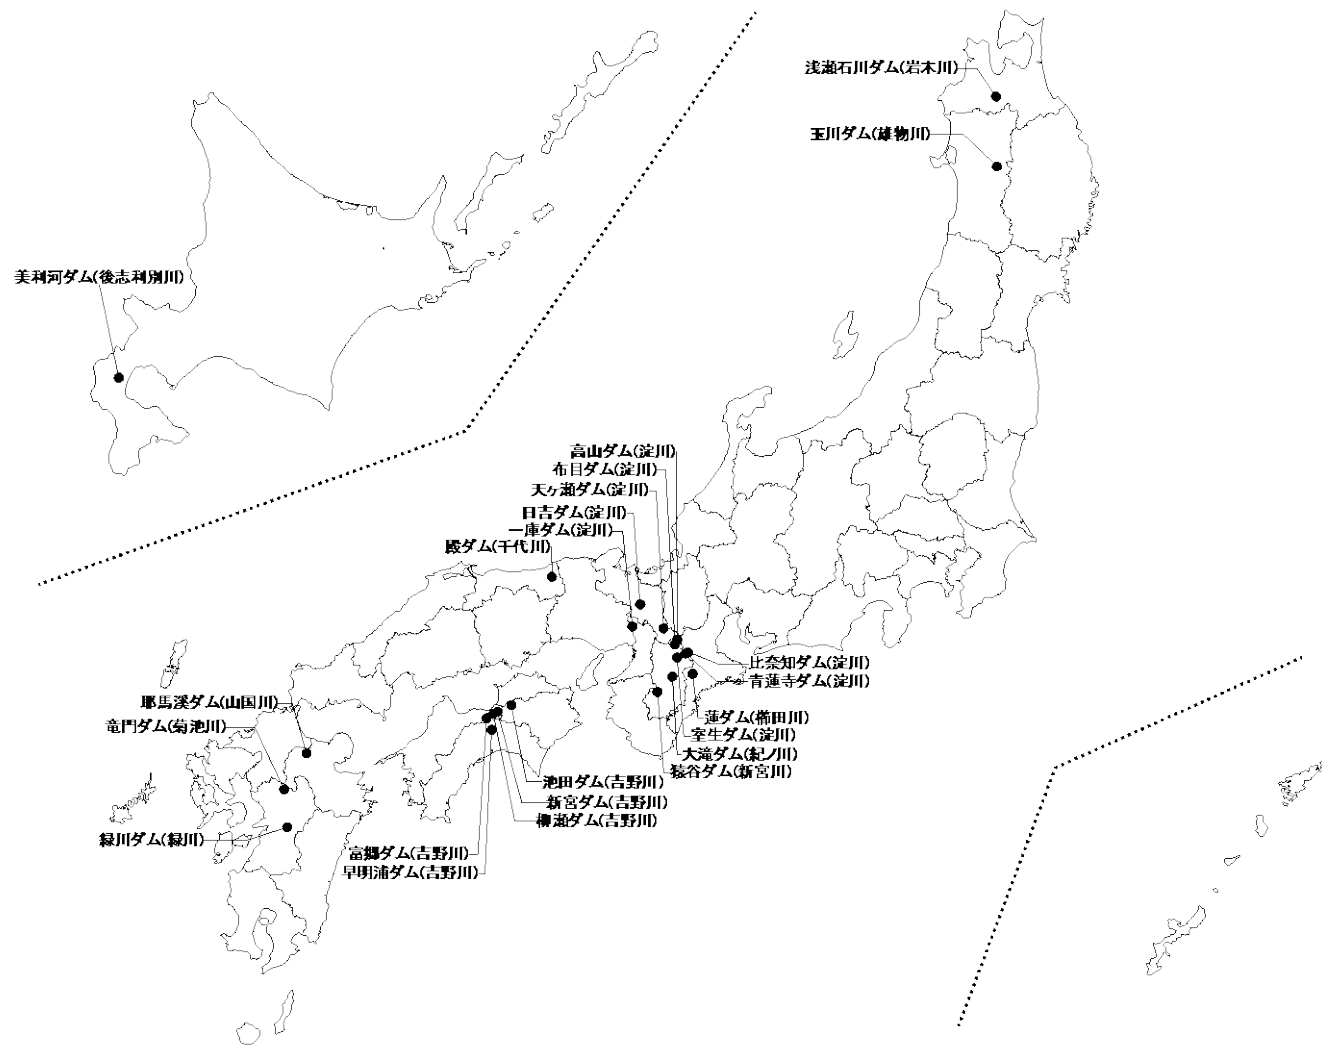 浅瀬石川ダム(岩木川)
玉川ダム(雄物川)
美利河ダム(後志利別川)
高山ダム(淀川)
布目ダム(淀川)
天ヶ瀬ダム(淀川)
日吉ダム(淀川)
一庫ダム(淀川)
殿ダム(千代川)
比奈知ダム(淀川)
青蓮寺ダム(淀川)
蓮ダム(櫛田川)
室生ダム(淀川)
大滝ダム(紀ノ川)
猿谷ダム(新宮川)
耶馬溪ダム(山国川)
竜門ダム(菊池川)
緑川ダム(緑川)
池田ダム(吉野川)
新宮ダム(吉野川)
柳瀬ダム(吉野川)
富郷ダム(吉野川)
早明浦ダム(吉野川)